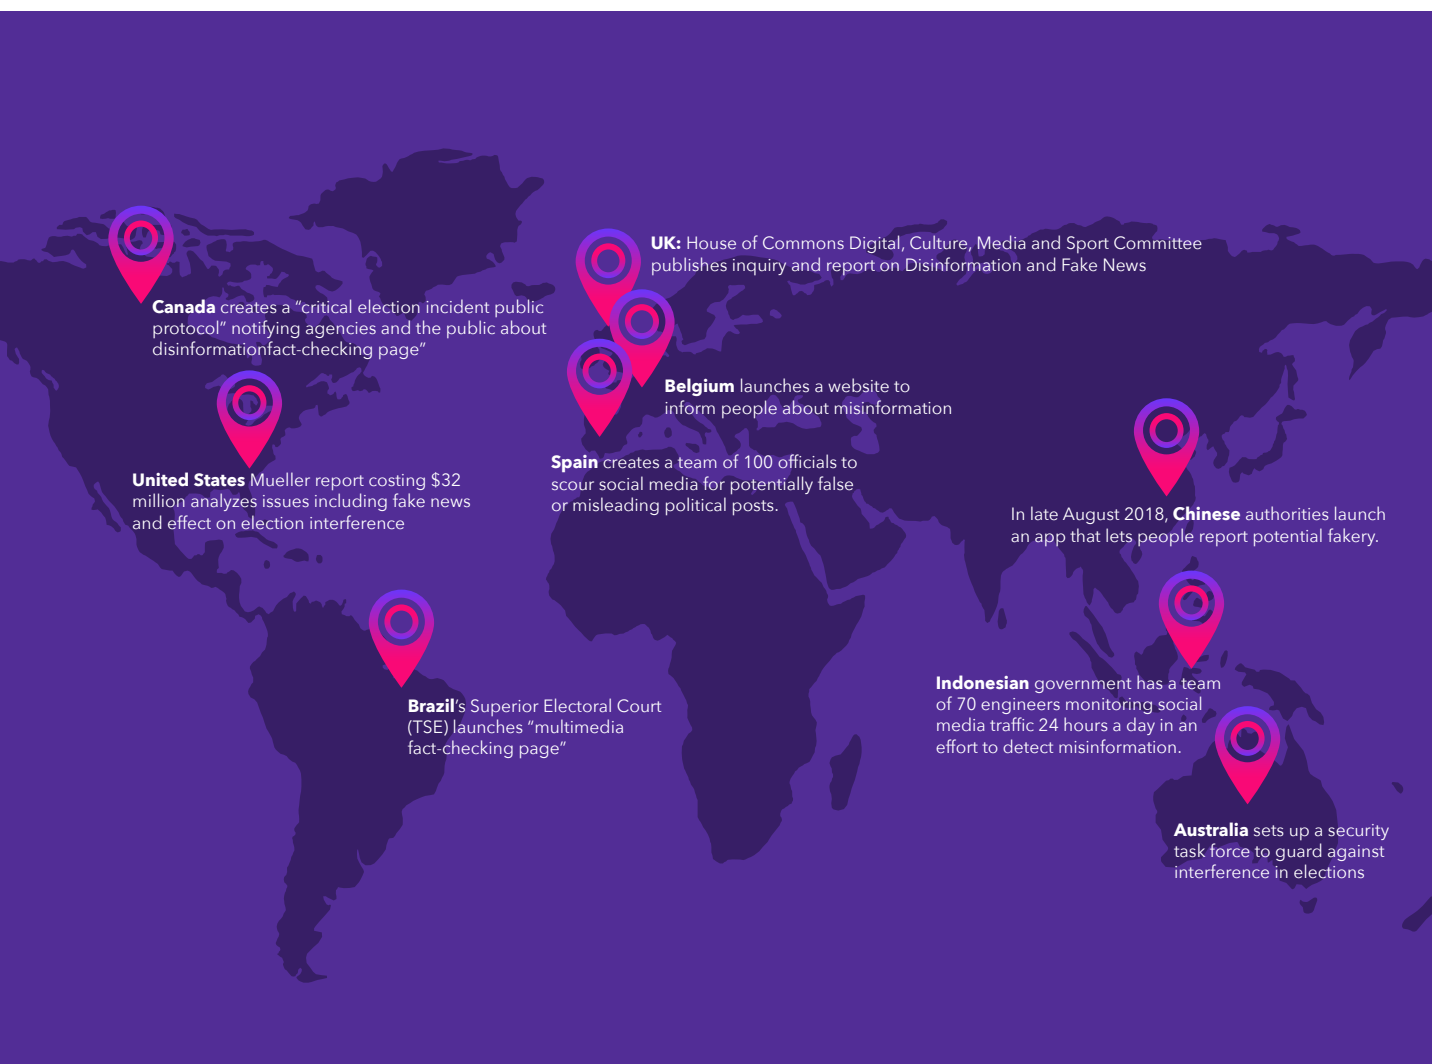 UK: House of Commons Digital, Culture, Media and Sport Committee
publishes inquiry and report on Disinformation and Fake News
Canada creates a “critical election incident public
protocol” notifying agencies and the public about
disinformationfact-checking page”
Belgium launches a website to
inform people about misinformation
United States Mueller report costing $32
million analyzes issues including fake news
and effect on election interference
Spain creates a team of 100 officials to
scour social media for potentially false
or misleading political posts.
In late August 2018, Chinese authorities launch
an app that lets people report potential fakery.
Brazil’s Superior Electoral Court
(TSE) launches “multimedia
fact-checking page”
Indonesian government has a team
of 70 engineers monitoring social
media traffic 24 hours a day in an
effort to detect misinformation.
Australia sets up a security
task force to guard against
interference in elections